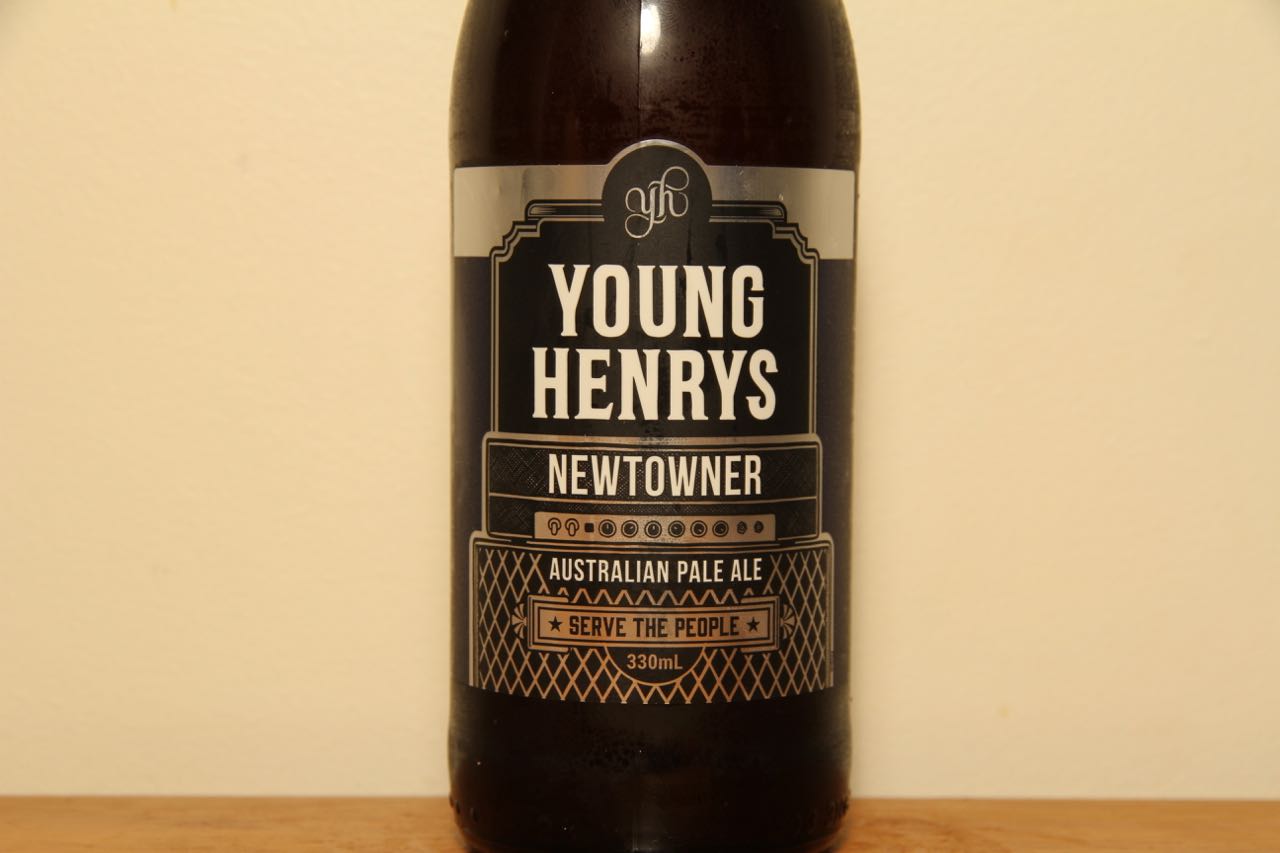 yh
YOUNG
HENRYS
NEWTOWNER
AUSTRALIAN PALE ALE
★ SERVE THE PEOPLE ★
330mL